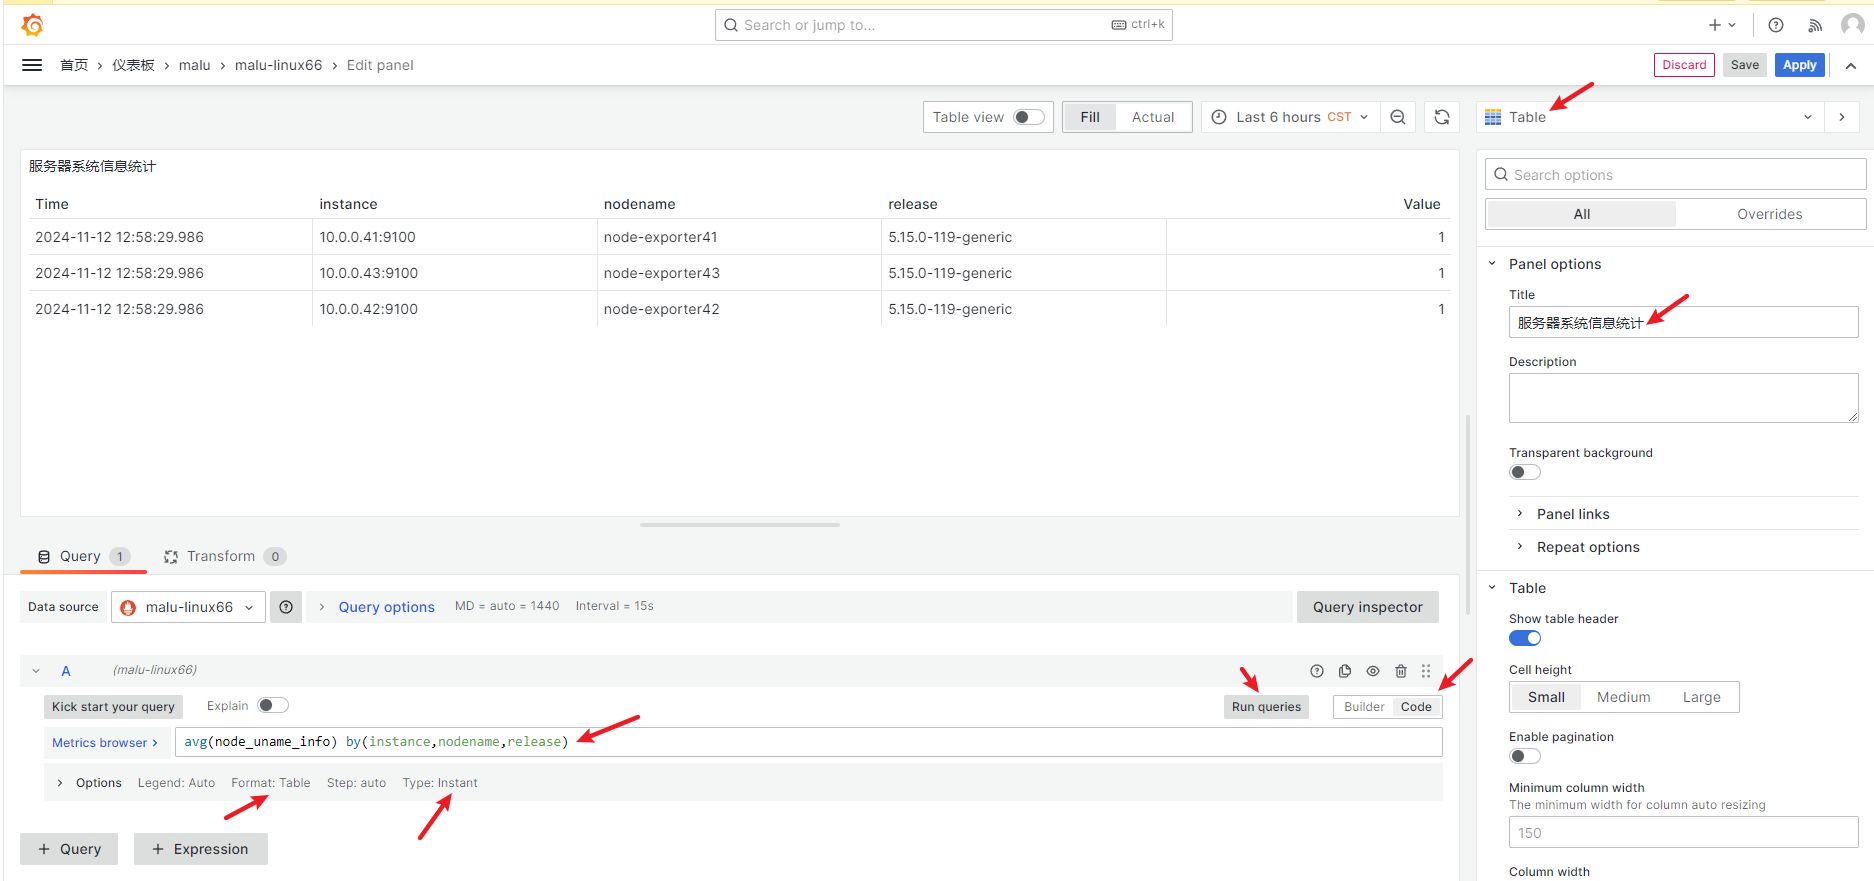 Search or jump to...
ctrl+k
首页 › 仪表板 › malu › malu-linux66 › Edit panel
Discard
Save
Apply
Table view
Fill
Actual
Last 6 hours CST
Table
服务器系统信息统计
Time instance nodename release Value
2024-11-12 12:58:29.986 10.0.0.41:9100 node-exporter41 5.15.0-119-generic 1
2024-11-12 12:58:29.986 10.0.0.43:9100 node-exporter43 5.15.0-119-generic 1
2024-11-12 12:58:29.986 10.0.0.42:9100 node-exporter42 5.15.0-119-generic 1
Query 1
Transform 0
Data source
malu-linux66
Query options
MD = auto = 1440
Interval = 15s
Query inspector
A
(malu-linux66)
Kick start your query
Explain
Run queries
Builder
Code
Metrics browser >
avg(node_uname_info) by(instance,nodename,release)
Options
Legend: Auto
Format: Table
Step: auto
Type: Instant
+ Query
+ Expression
Search options
All
Overrides
Panel options
Title
服务器系统信息统计
Description
Transparent background
Panel links
Repeat options
Table
Show table header
Cell height
Small
Medium
Large
Enable pagination
Minimum column width
The minimum width for column auto resizing
150
Column width